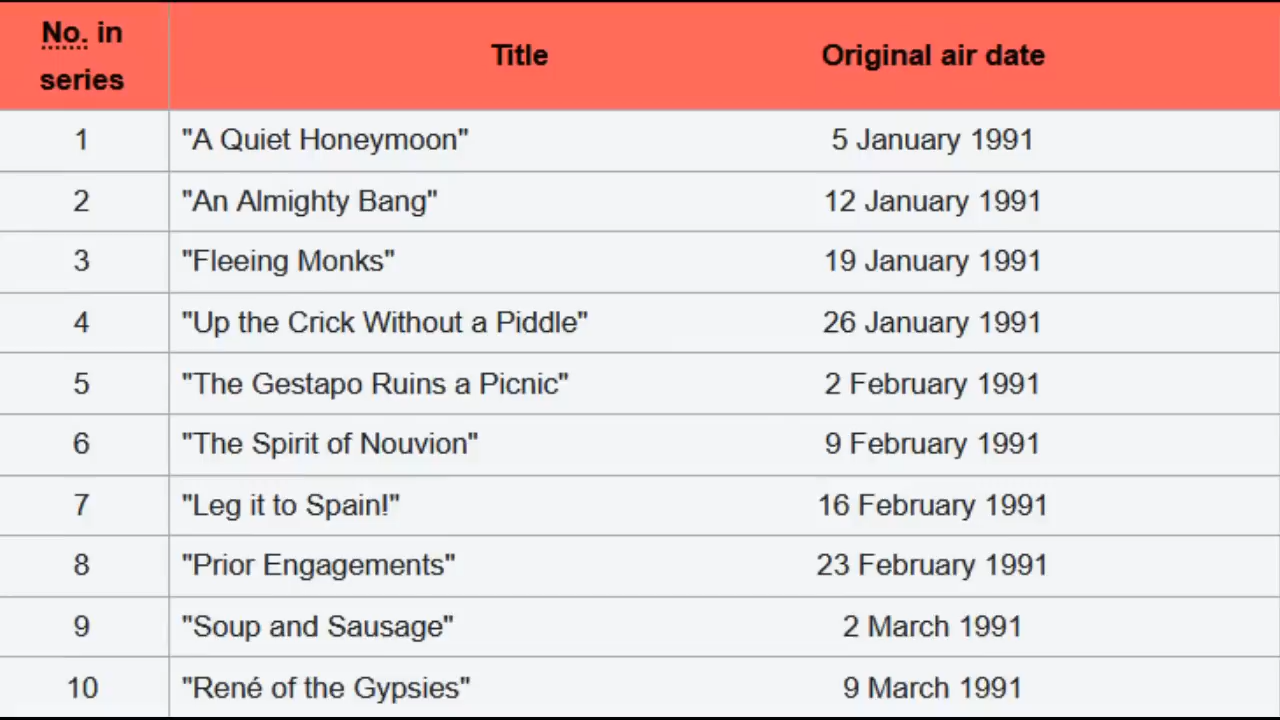 No. in series Title Original air date
1 "A Quiet Honeymoon" 5 January 1991
2 "An Almighty Bang" 12 January 1991
3 "Fleeing Monks" 19 January 1991
4 "Up the Crick Without a Piddle" 26 January 1991
5 "The Gestapo Ruins a Picnic" 2 February 1991
6 "The Spirit of Nouvion" 9 February 1991
7 "Leg it to Spain!" 16 February 1991
8 "Prior Engagements" 23 February 1991
9 "Soup and Sausage" 2 March 1991
10 "René of the Gypsies" 9 March 1991